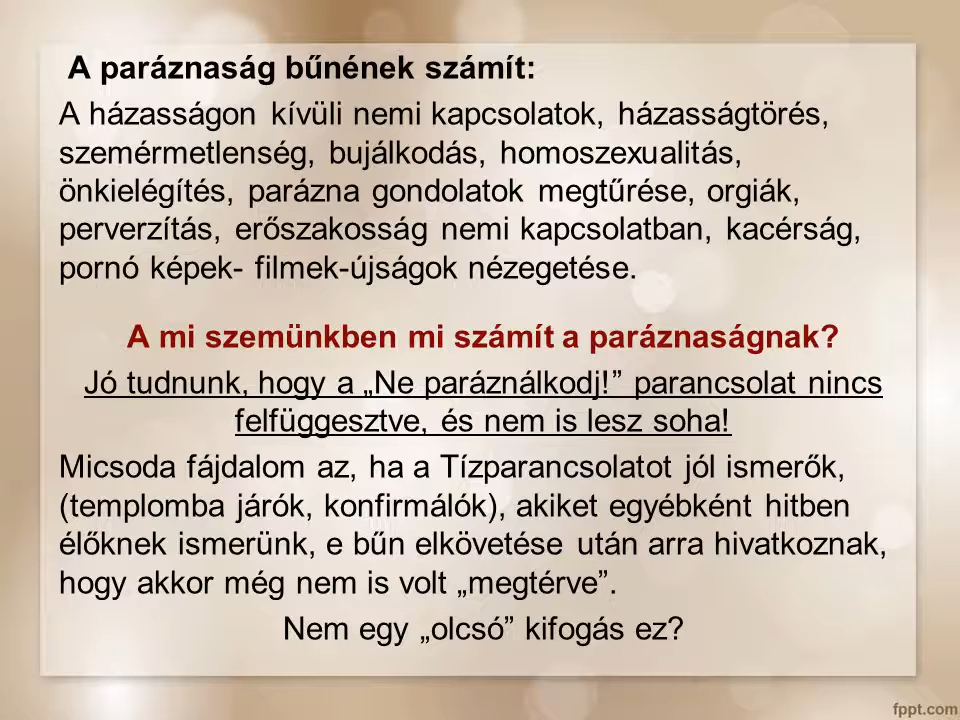 A paráznaság bűnének számít:
A házasságon kívüli nemi kapcsolatok, házasságtörés,
szemérmetlenség, bujálkodás, homoszexualitás,
önkielégítés, parázna gondolatok megtűrése, orgiák,
perverzítás, erőszakosság nemi kapcsolatban, kacérság,
pornó képek- filmek-újságok nézegetése.
A mi szemünkben mi számít a paráznaságnak?
Jó tudnunk, hogy a „Ne paráználkodj!” parancsolat nincs
felfüggesztve, és nem is lesz soha!
Micsoda fájdalom az, ha a Tízparancsolatot jól ismerők,
(templomba járók, konfirmálók), akiket egyébként hitben
élőknek ismerünk, e bűn elkövetése után arra hivatkoznak,
hogy akkor még nem is volt „megtérve”.
Nem egy „olcsó” kifogás ez?
fppt.com